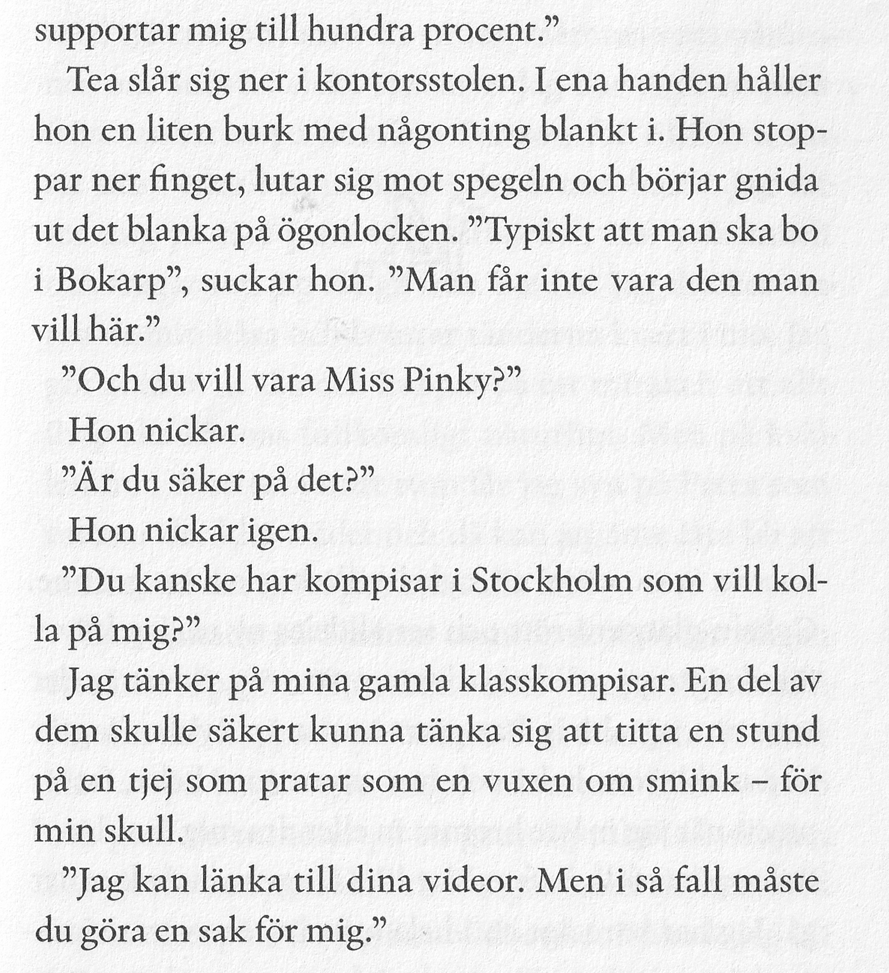 supportar mig till hundra procent.”
Tea slår sig ner i kontorsstolen. I ena handen håller
hon en liten burk med någonting blankt i. Hon stop-
par ner finget, lutar sig mot spegeln och börjar gnida
ut det blanka på ögonlocken. ”Typiskt att man ska bo
i Bokarp”, suckar hon. ”Man får inte vara den man
vill här.”
”Och du vill vara Miss Pinky?”
Hon nickar.
”Är du säker på det?”
Hon nickar igen.
”Du kanske har kompisar i Stockholm som vill kol-
la på mig?”
Jag tänker på mina gamla klasskompisar. En del av
dem skulle säkert kunna tänka sig att titta en stund
på en tjej som pratar som en vuxen om smink – för
min skull.
”Jag kan länka till dina videor. Men i så fall måste
du göra en sak för mig.”